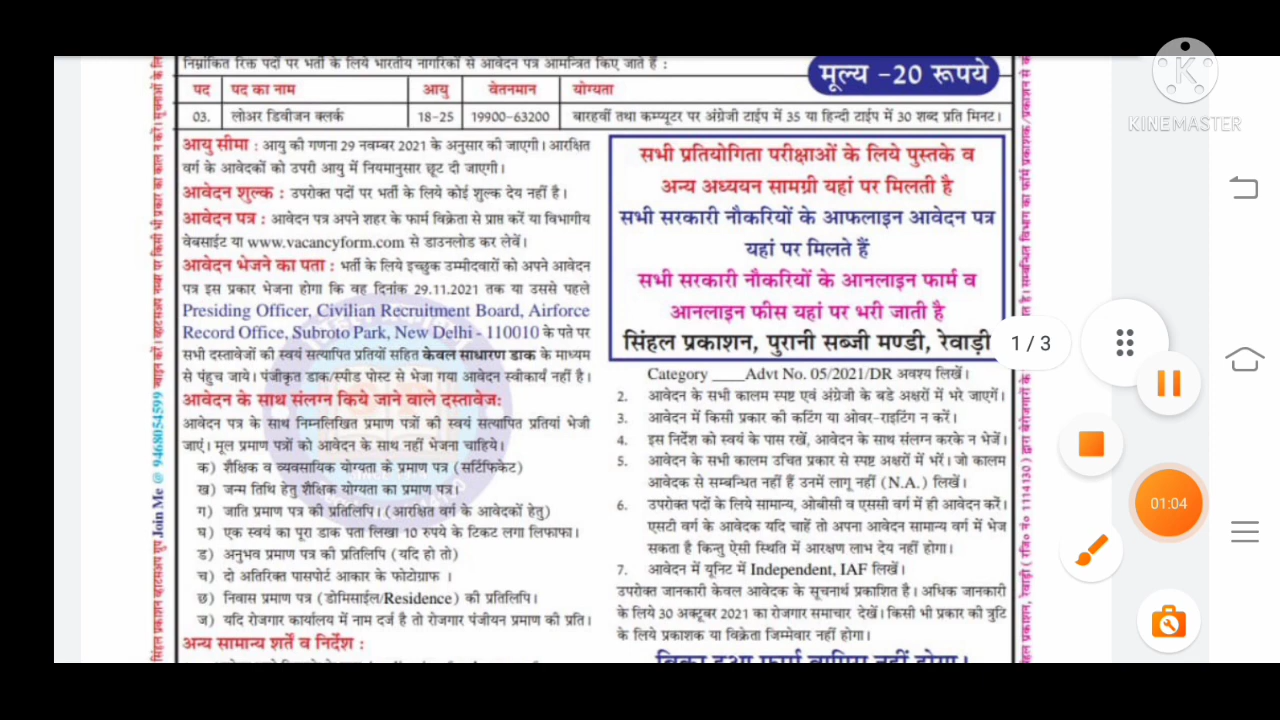 निम्नांकित रिक्त पदों पर भर्ती के लिये भारतीय नागरिकों से आवेदन पत्र आमन्त्रित किए जाते हैं :
मूल्य -20 रूपये
पद पद का नाम आयु वेतनमान योग्यता
03. लोअर डिवीजन क्लर्क 18-25 19900-63200 बारहवीं तथा कम्प्यूटर पर अंग्रेजी टाईप में 35 या हिन्दी टाईप में 30 शब्द प्रति मिनट।
आयु सीमा : आयु की गणना 29 नवम्बर 2021 के अनुसार की जाएगी। आरक्षित
वर्ग के आवेदकों को उपरी आयु में नियमानुसार छूट दी जाएगी।
आवेदन शुल्क : उपरोक्त पदों पर भर्ती के लिये कोई शुल्क देय नहीं है।
आवेदन पत्र : आवेदन पत्र अपने शहर के फार्म विक्रेता से प्राप्त करें या विभागीय
वेबसाईट या www.vacancyform.com से डाउनलोड कर लेवें।
आवेदन भेजने का पता : भर्ती के लिये इच्छुक उम्मीदवारों को अपने आवेदन
पत्र इस प्रकार भेजना होगा कि वह दिनांक 29.11.2021 तक या उससे पहले
Presiding Officer, Civilian Recruitment Board, Airforce
Record Office, Subroto Park, New Delhi - 110010 के पते पर
सभी दस्तावेजों की स्वयं सत्यापित प्रतियों सहित केवल साधारण डाक के माध्यम
से पंहुच जाये। पंजीकृत डाक/स्पीड पोस्ट से भेजा गया आवेदन स्वीकार्य नहीं है।
आवेदन के साथ संलग्न किये जाने वाले दस्तावेज:
आवेदन पत्र के साथ निम्नलिखित प्रमाण पत्रों की स्वयं सत्यापित प्रतियां भेजी
जाएं। मूल प्रमाण पत्रों को आवेदन के साथ नहीं भेजना चाहिये।
क) शैक्षिक व व्यवसायिक योग्यता के प्रमाण पत्र (सर्टिफिकेट)
ख) जन्म तिथि हेतु शैक्षिक योग्यता का प्रमाण पत्र।
ग) जाति प्रमाण पत्र की प्रतिलिपि। (आरक्षित वर्ग के आवेदकों हेतु)
घ) एक स्वयं का पूरा डाक पता लिखा 10 रुपये के टिकट लगा लिफाफा।
ड) अनुभव प्रमाण पत्र की प्रतिलिपि (यदि हो तो)
च) दो अतिरिक्त पासपोर्ट आकार के फोटोग्राफ ।
छ) निवास प्रमाण पत्र (डोमिसाईल/Residence) की प्रतिलिपि।
ज) यदि रोजगार कार्यालय में नाम दर्ज है तो रोजगार पंजीयन प्रमाण की प्रति।
अन्य सामान्य शर्तें व निर्देश :
सभी प्रतियोगिता परीक्षाओं के लिये पुस्तके व
अन्य अध्ययन सामग्री यहां पर मिलती है
सभी सरकारी नौकरियों के आफलाइन आवेदन पत्र
यहां पर मिलते हैं
सभी सरकारी नौकरियों के आनलाइन फार्म व
आनलाइन फीस यहां पर भरी जाती है
सिंहल प्रकाशन, पुरानी सब्जी मण्डी, रेवाड़ी
Category ____Advt No. 05/2021/DR अवश्य लिखें।
2. आवेदन के सभी कालम स्पष्ट एवं अंग्रेजी के बडे अक्षरों में भरे जाएगें।
3. आवेदन में किसी प्रकार की कटिंग या ओवर-राइटिंग न करें।
4. इस निर्देश को स्वयं के पास रखें, आवेदन के साथ संलग्न करके न भेजें।
5. आवेदन के सभी कालम उचित प्रकार से स्पष्ट अक्षरों में भरें। जो कालम
आवेदक से सम्बन्धित नहीं हैं उनमें लागू नहीं (N.A.) लिखें।
6. उपरोक्त पदों के लिये सामान्य, ओबीसी व एससी वर्ग में ही आवेदन करें।
एसटी वर्ग के आवेदक यदि चाहें तो अपना आवेदन सामान्य वर्ग में भेज
सकता है किन्तु ऐसी स्थिति में आरक्षण लाभ देय नहीं होगा।
7. आवेदन में यूनिट में Independent, IAF लिखें।
उपरोक्त जानकारी केवल आवेदक के सूचनार्थ प्रकाशित है। अधिक जानकारी
के लिये 30 अक्टूबर 2021 का रोजगार समाचार देखें। किसी भी प्रकार की त्रुटि
के लिये प्रकाशक या विक्रेता जिम्मेवार नहीं होगा।
बिका हुआ फार्म वापिस नहीं होगा।
सिंहल प्रकाशन व्हाटसअप ग्रुप Join Me @ 9468054599 ज्वाइन करें। व्हाटसअप नम्बर पर किसी भी प्रकार का काल न करें।
KINEMASTER
1 / 3
01:04